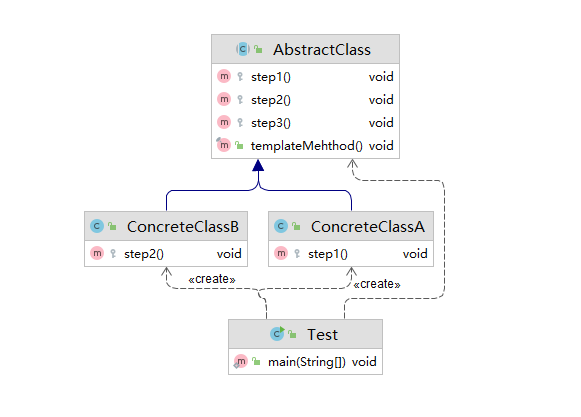 AbstractClass
step1() void
step2() void
step3() void
templateMehthod() void
ConcreteClassB
step2() void
ConcreteClassA
step1() void
«create»
«create»
Test
main(String[]) void